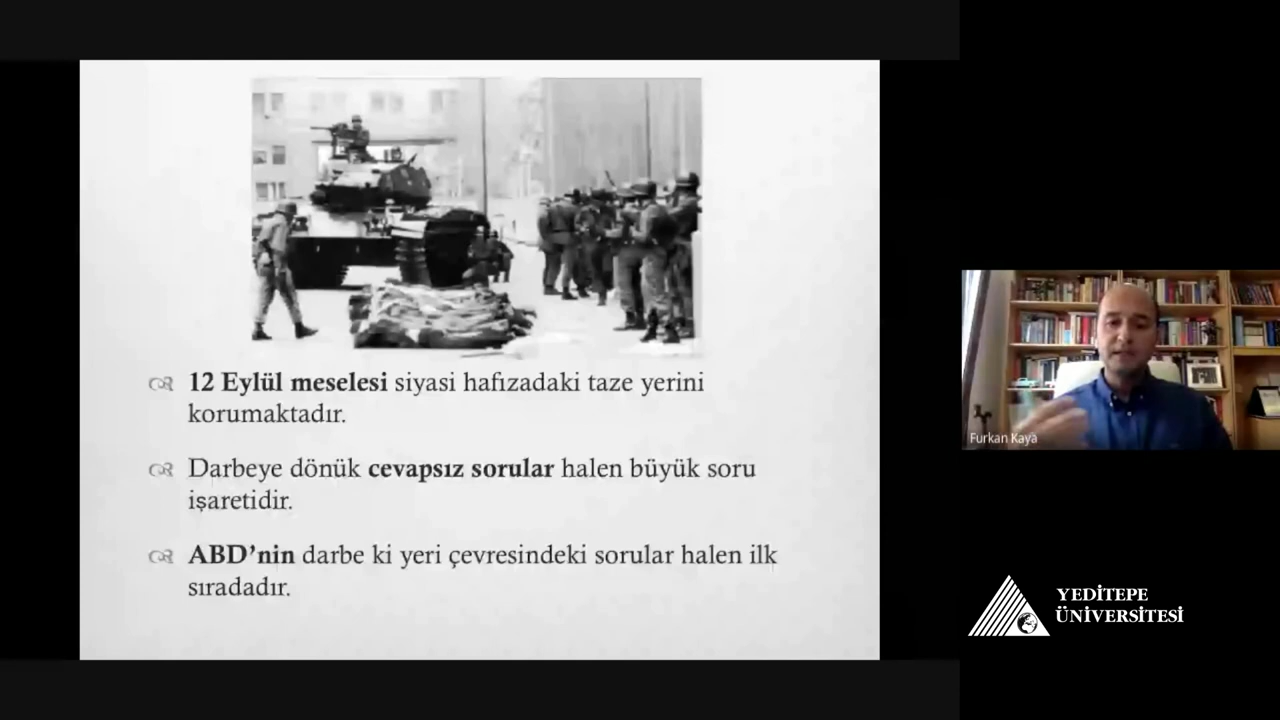 12 Eylül meselesi siyasi hafızadaki taze yerini
korumaktadır.
Darbeye dönük cevapsız sorular halen büyük soru
işaretidir.
ABD’nin darbe ki yeri çevresindeki sorular halen ilk
sıradadır.
Furkan Kaya
YEDİTEPE
ÜNİVERSİTESİ